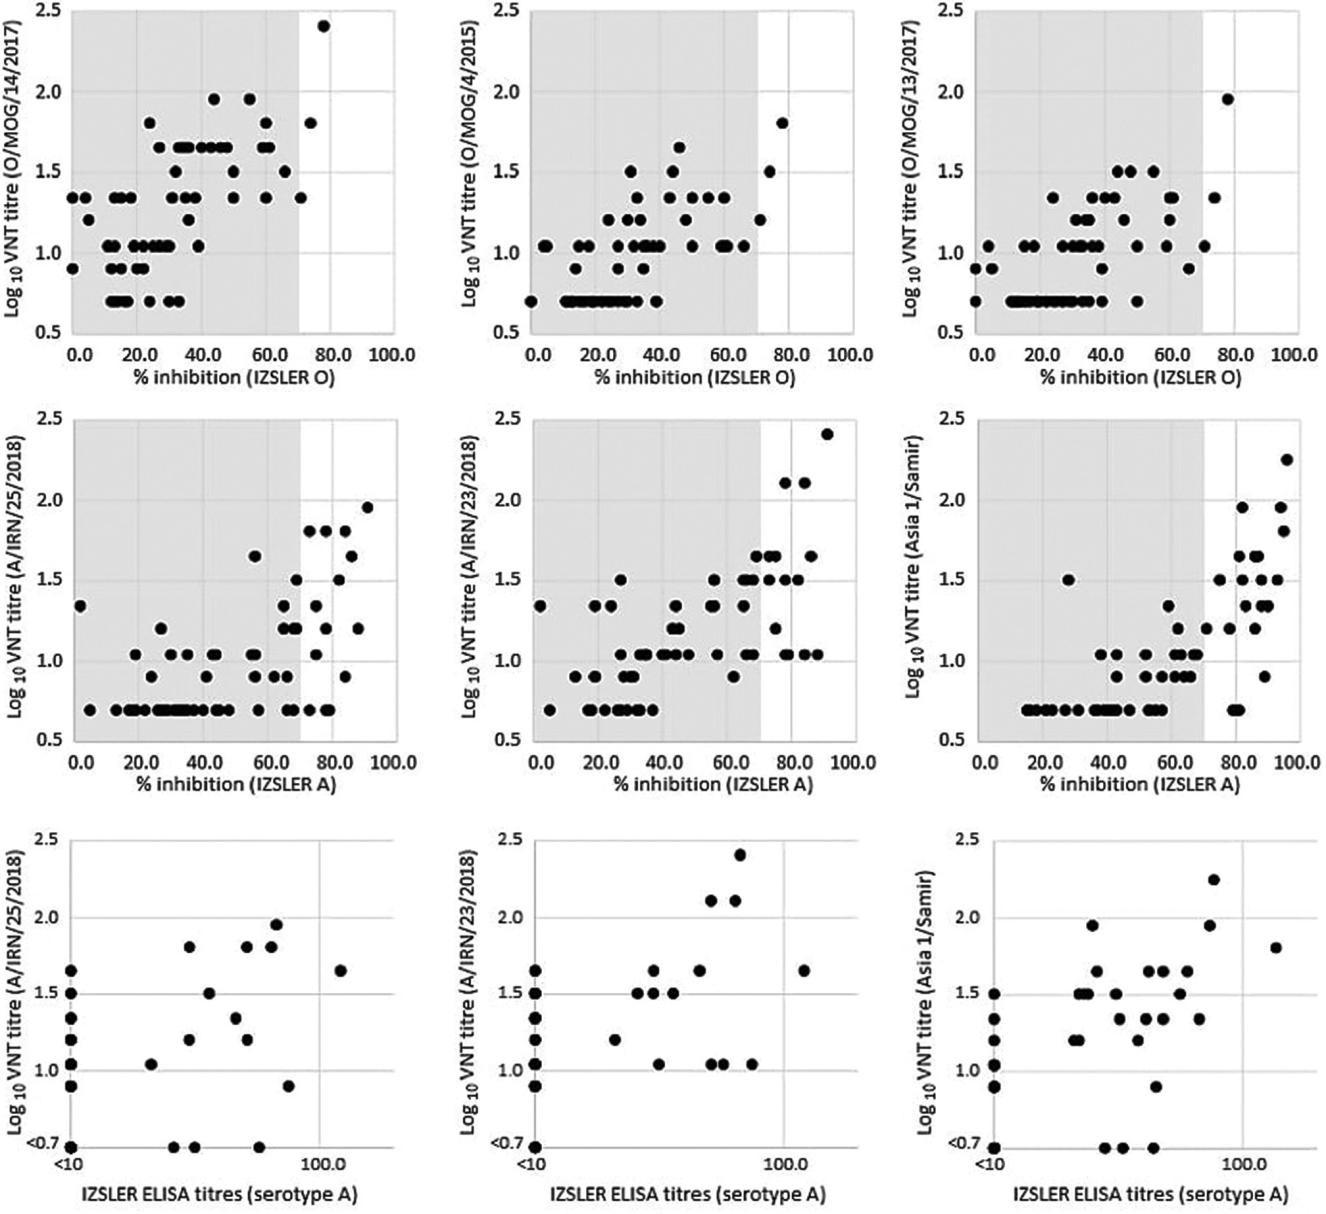 2.5 2.0 1.5 1.0 0.5
Log 10 VNT titre (O/MOG/14/2017)
0.0 20.0 40.0 60.0 80.0 100.0
% inhibition (IZSLER O)
2.5 2.0 1.5 1.0 0.5
Log 10 VNT titre (O/MOG/4/2015)
0.0 20.0 40.0 60.0 80.0 100.0
% inhibition (IZSLER O)
2.5 2.0 1.5 1.0 0.5
Log 10 VNT titre (O/MOG/13/2017)
0.0 20.0 40.0 60.0 80.0 100.0
% inhibition (IZSLER O)
2.5 2.0 1.5 1.0 0.5
Log 10 VNT titre (A/IRN/25/2018)
0.0 20.0 40.0 60.0 80.0 100.0
% inhibition (IZSLER A)
2.5 2.0 1.5 1.0 0.5
Log 10 VNT titre (A/IRN/23/2018)
0.0 20.0 40.0 60.0 80.0 100.0
% inhibition (IZSLER A)
2.5 2.0 1.5 1.0 0.5
Log 10 VNT titre (Asia 1/Samir)
0.0 20.0 40.0 60.0 80.0 100.0
% inhibition (IZSLER A)
2.5 2.0 1.5 1.0 <0.7
Log 10 VNT titre (A/IRN/25/2018)
<10 100.0
IZSLER ELISA titres (serotype A)
2.5 2.0 1.5 1.0 <0.7
Log 10 VNT titre (A/IRN/23/2018)
<10 100.0
IZSLER ELISA titres (serotype A)
2.5 2.0 1.5 1.0 <0.7
Log 10 VNT titre (Asia 1/Samir)
<10 100.0
IZSLER ELISA titres (serotype A)